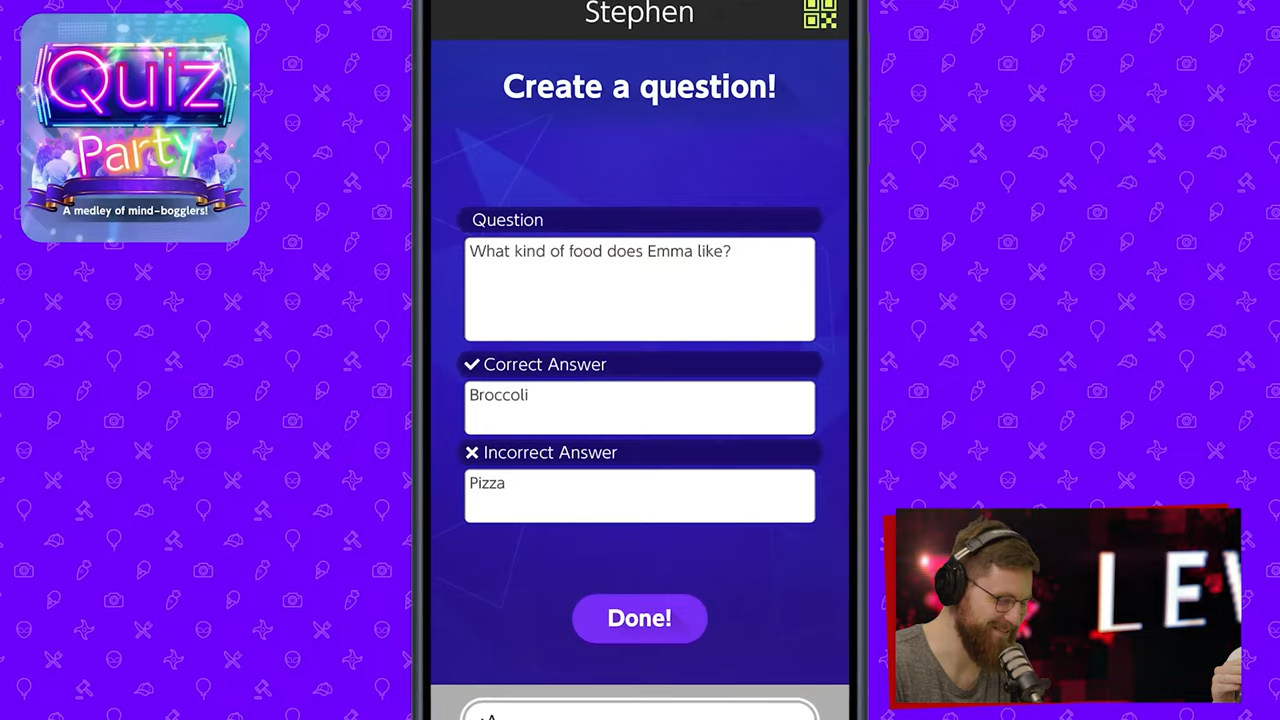 Stephen
Quiz
Party
A medley of mind-bogglers!
Create a question!
Question
What kind of food does Emma like?
✓ Correct Answer
Broccoli
✗ Incorrect Answer
Pizza
Done!
LEV